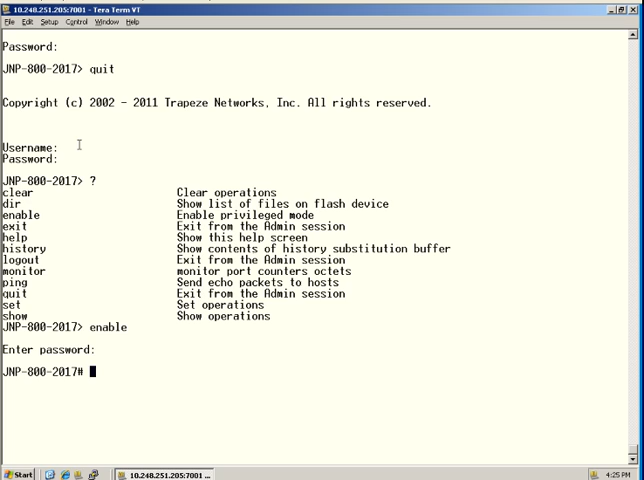 10.248.251.205:7001 - Tera Term VT
File Edit Setup Control Window Help
Password:
JNP-800-2017> quit
Copyright (c) 2002 - 2011 Trapeze Networks, Inc. All rights reserved.
Username:
Password:
JNP-800-2017> ?
clear Clear operations
dir Show list of files on flash device
enable Enable privileged mode
exit Exit from the Admin session
help Show this help screen
history Show contents of history substitution buffer
logout Exit from the Admin session
monitor monitor port counters octets
ping Send echo packets to hosts
quit Exit from the Admin session
set Set operations
show Show operations
JNP-800-2017> enable
Enter password:
JNP-800-2017#
Start 10.248.251.205:7001 ... 4:25 PM